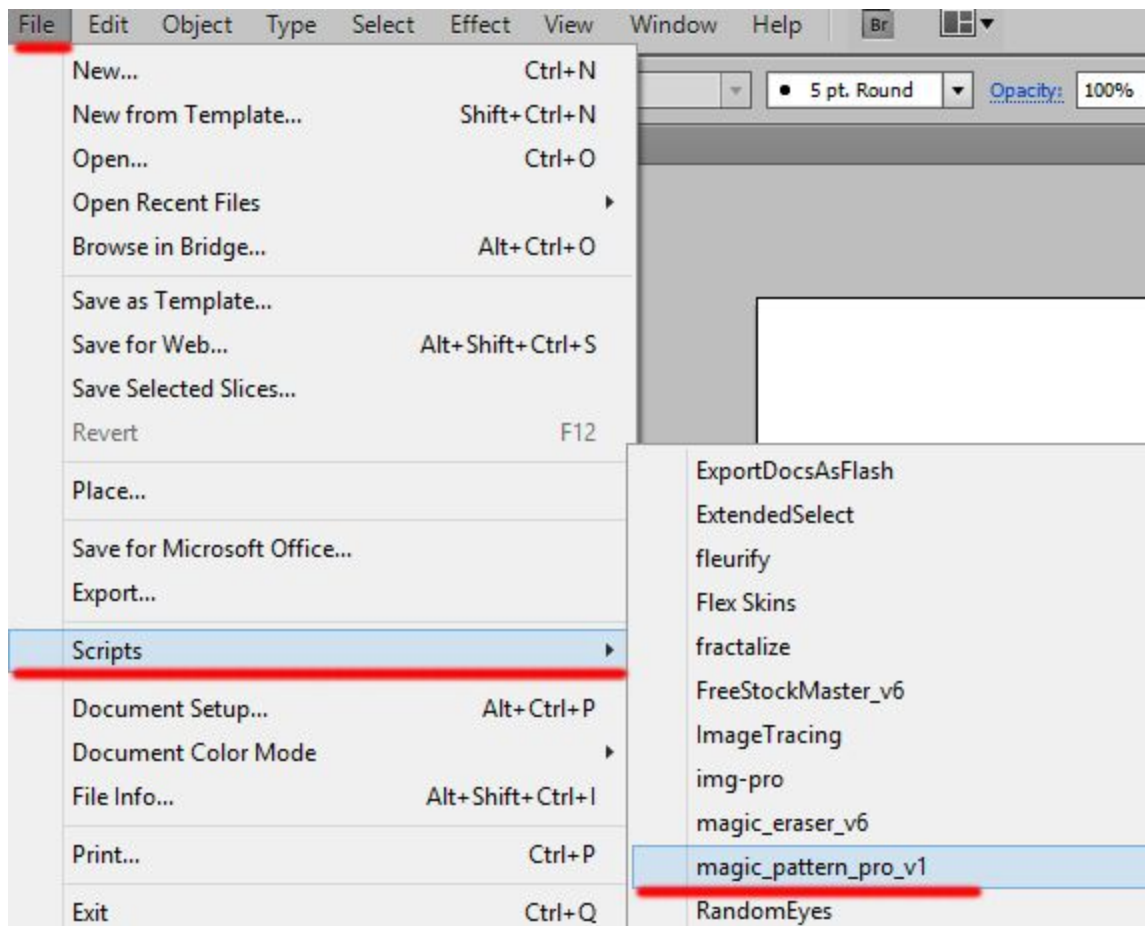 File Edit Object Type Select Effect View Window Help Br
5 pt. Round Opacity: 100%
New... Ctrl+N
New from Template... Shift+Ctrl+N
Open... Ctrl+O
Open Recent Files
Browse in Bridge... Alt+Ctrl+O
Save as Template...
Save for Web... Alt+Shift+Ctrl+S
Save Selected Slices...
Revert F12
Place...
Save for Microsoft Office...
Export...
Scripts
Document Setup... Alt+Ctrl+P
Document Color Mode
File Info... Alt+Shift+Ctrl+I
Print... Ctrl+P
Exit Ctrl+Q
ExportDocsAsFlash
ExtendedSelect
fleurify
Flex Skins
fractalize
FreeStockMaster_v6
ImageTracing
img-pro
magic_eraser_v6
magic_pattern_pro_v1
RandomEyes